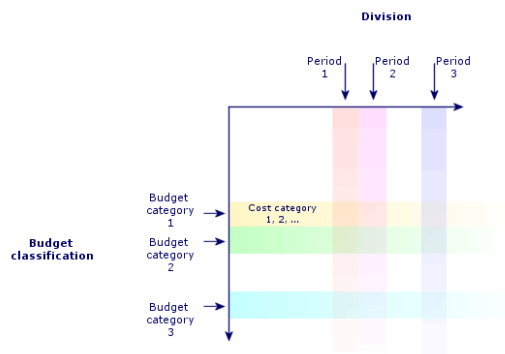 Division
Period 1
Period 2
Period 3
Budget
category
1
Cost category
1, 2, ...
Budget
classification
Budget
category
2
Budget
category
3